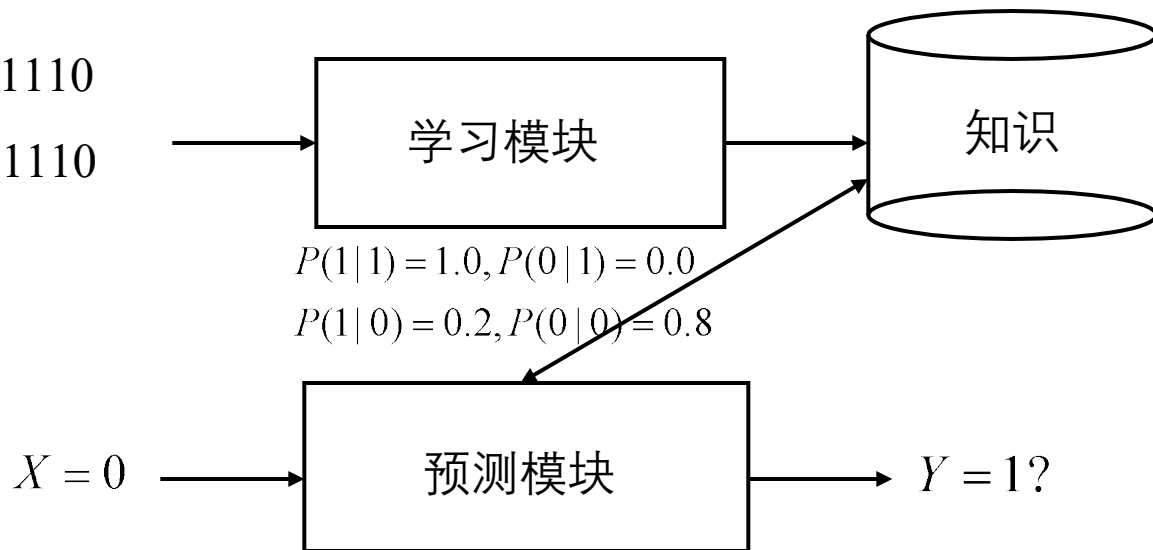 1110
1110
学习模块
知识
P(1|1) = 1.0, P(0|1) = 0.0
P(1|0) = 0.2, P(0|0) = 0.8
X = 0
预测模块
Y = 1?